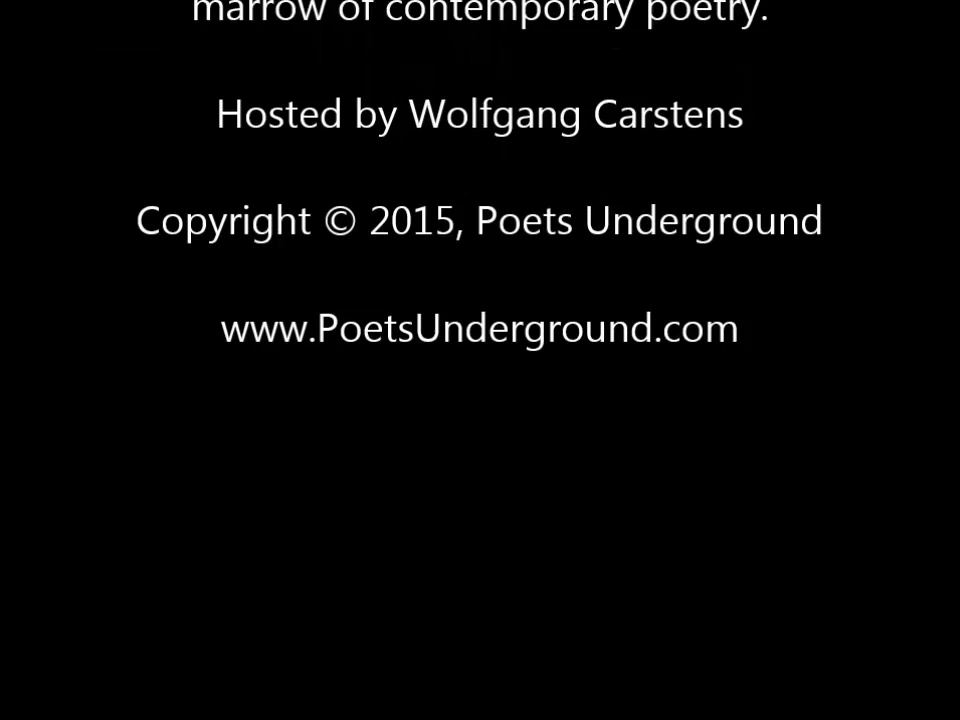 marrow of contemporary poetry.
Hosted by Wolfgang Carstens
Copyright © 2015, Poets Underground
www.PoetsUnderground.com